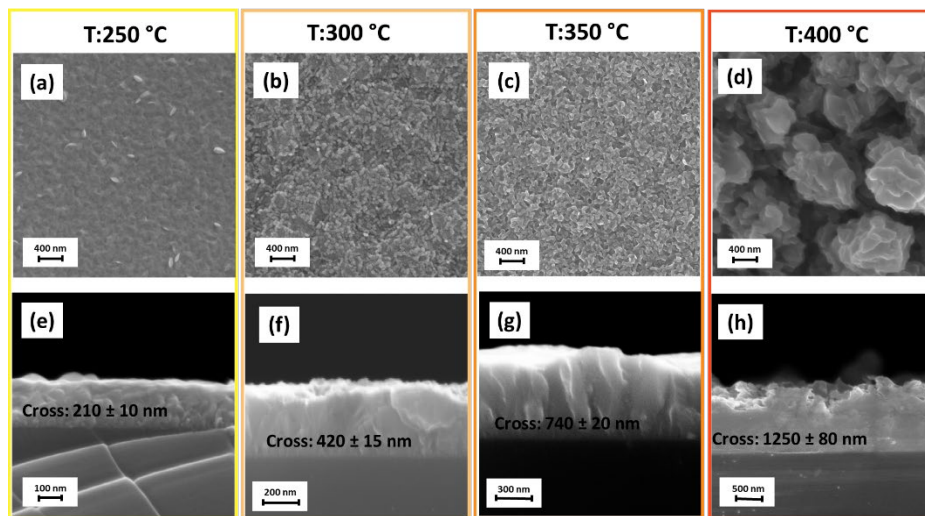 T:250 °C
T:300 °C
T:350 °C
T:400 °C
(a)
(b)
(c)
(d)
400 nm
400 nm
400 nm
400 nm
(e)
(f)
(g)
(h)
Cross: 210 ± 10 nm
Cross: 420 ± 15 nm
Cross: 740 ± 20 nm
Cross: 1250 ± 80 nm
100 nm
200 nm
300 nm
500 nm